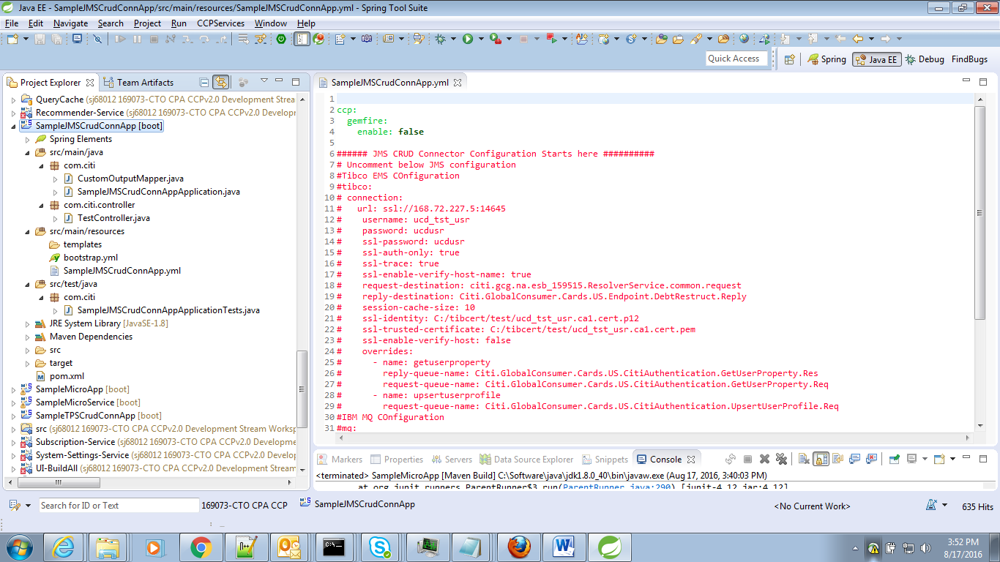 Java EE - SampleJMSCrudConnApp/src/main/resources/SampleJMSCrudConnApp.yml - Spring Tool Suite
File Edit Navigate Search Project Run CCPServices Window Help
Quick Access Spring Java EE Debug FindBugs
Project Explorer Team Artifacts
QueryCache (sj68012 169073-CTO CPA CCPv2.0 Development Strea
Recommender-Service (sj68012 169073-CTO CPA CCPv2.0 Developr
SampleJMSCrudConnApp [boot]
Spring Elements
src/main/java
com.citi
CustomOutputMapper.java
SampleJMSCrudConnAppApplication.java
com.citi.controller
TestController.java
src/main/resources
templates
bootstrap.yml
SampleJMSCrudConnApp.yml
src/test/java
com.citi
SampleJMSCrudConnAppApplicationTests.java
JRE System Library [JavaSE-1.8]
Maven Dependencies
src
target
pom.xml
SampleMicroApp [boot]
SampleMicroService [boot]
SampleTPSCrudConnApp [boot]
src (sj68012 169073-CTO CPA CCPv2.0 Development Stream Worksp
Subscription-Service (sj68012 169073-CTO CPA CCPv2.0 Developme
System-Settings-Service (sj68012 169073-CTO CPA CCPv2.0 Develo
UI-BuildAll (sj68012 169073-CTO CPA CCPv2.0 Development Stream
SampleJMSCrudConnApp.yml
1
2 ccp:
3 gemfire:
4 enable: false
5
6 ###### JMS CRUD Connector Configuration Starts here ##########
7 # Uncomment below JMS configuration
8 #Tibco EMS COnfiguration
9 #tibco:
10 # connection:
11 # url: ssl://168.72.227.5:14645
12 # username: ucd_tst_usr
13 # password: ucdusr
14 # ssl-password: ucdusr
15 # ssl-auth-only: true
16 # ssl-trace: true
17 # ssl-enable-verify-host-name: true
18 # request-destination: citi.gcg.na.esb_159515.ResolverService.common.request
19 # reply-destination: Citi.GlobalConsumer.Cards.US.Endpoint.DebtRestruct.Reply
20 # session-cache-size: 10
21 # ssl-identity: C:/tibcert/test/ucd_tst_usr.ca1.cert.p12
22 # ssl-trusted-certificate: C:/tibcert/test/ucd_tst_usr.ca1.cert.pem
23 # ssl-enable-verify-host: false
24 # overrides:
25 # - name: getuserproperty
26 # reply-queue-name: Citi.GlobalConsumer.Cards.US.CitiAuthentication.GetUserProperty.Res
27 # request-queue-name: Citi.GlobalConsumer.Cards.US.CitiAuthentication.GetUserProperty.Req
28 # - name: upsertuserprofile
29 # request-queue-name: Citi.GlobalConsumer.Cards.US.CitiAuthentication.UpsertUserProfile.Req
30 #IBM MQ COnfiguration
31 #mq:
Markers Properties Servers Data Source Explorer Snippets Console
<terminated> SampleMicroApp [Maven Build] C:\Software\java\jdk1.8.0_40\bin\javaw.exe (Aug 17, 2016, 3:40:03 PM)
at org.junit.runners.ParentRunner$3.run(ParentRunner.java:290) [junit-4.12.jar:4.12]
Search for ID or Text 169073-CTO CPA CCP SampleJMSCrudConnApp <No Current Work> 635 Hits
3:52 PM
8/17/2016